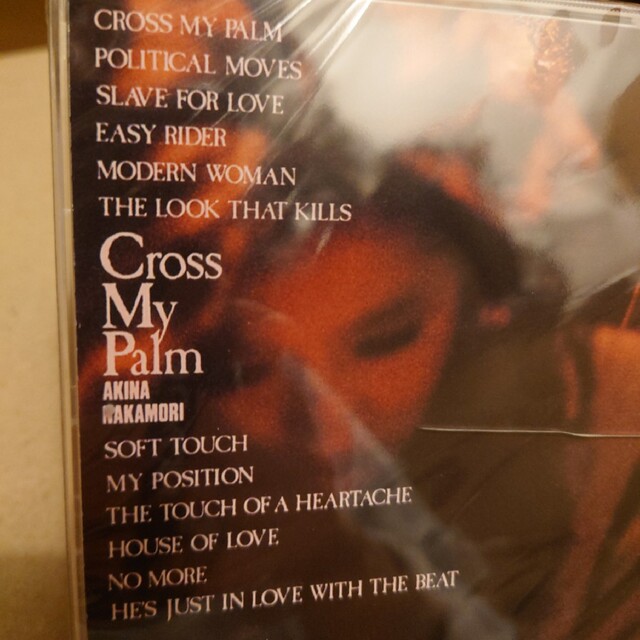 CROSS MY PALM
POLITICAL MOVES
SLAVE FOR LOVE
EASY RIDER
MODERN WOMAN
THE LOOK THAT KILLS
Cross
My
Palm
AKINA
NAKAMORI
SOFT TOUCH
MY POSITION
THE TOUCH OF A HEARTACHE
HOUSE OF LOVE
NO MORE
HE'S JUST IN LOVE WITH THE BEAT